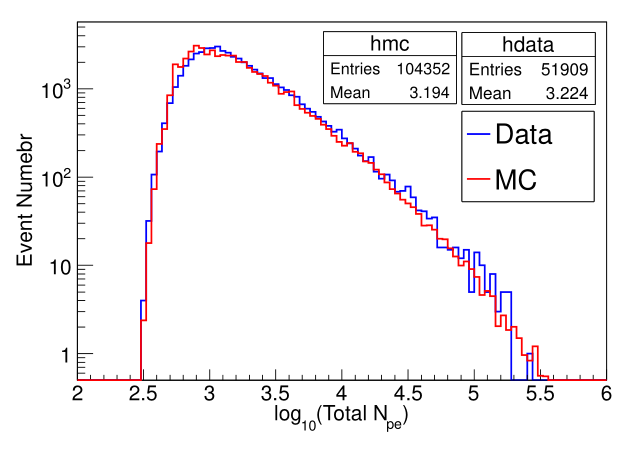 hmc
Entries 104352
Mean 3.194
hdata
Entries 51909
Mean 3.224
Data
MC
Event Numebr
10³
10²
10
1
2 2.5 3 3.5 4 4.5 5 5.5 6
log₁₀(Total Nₚₑ)